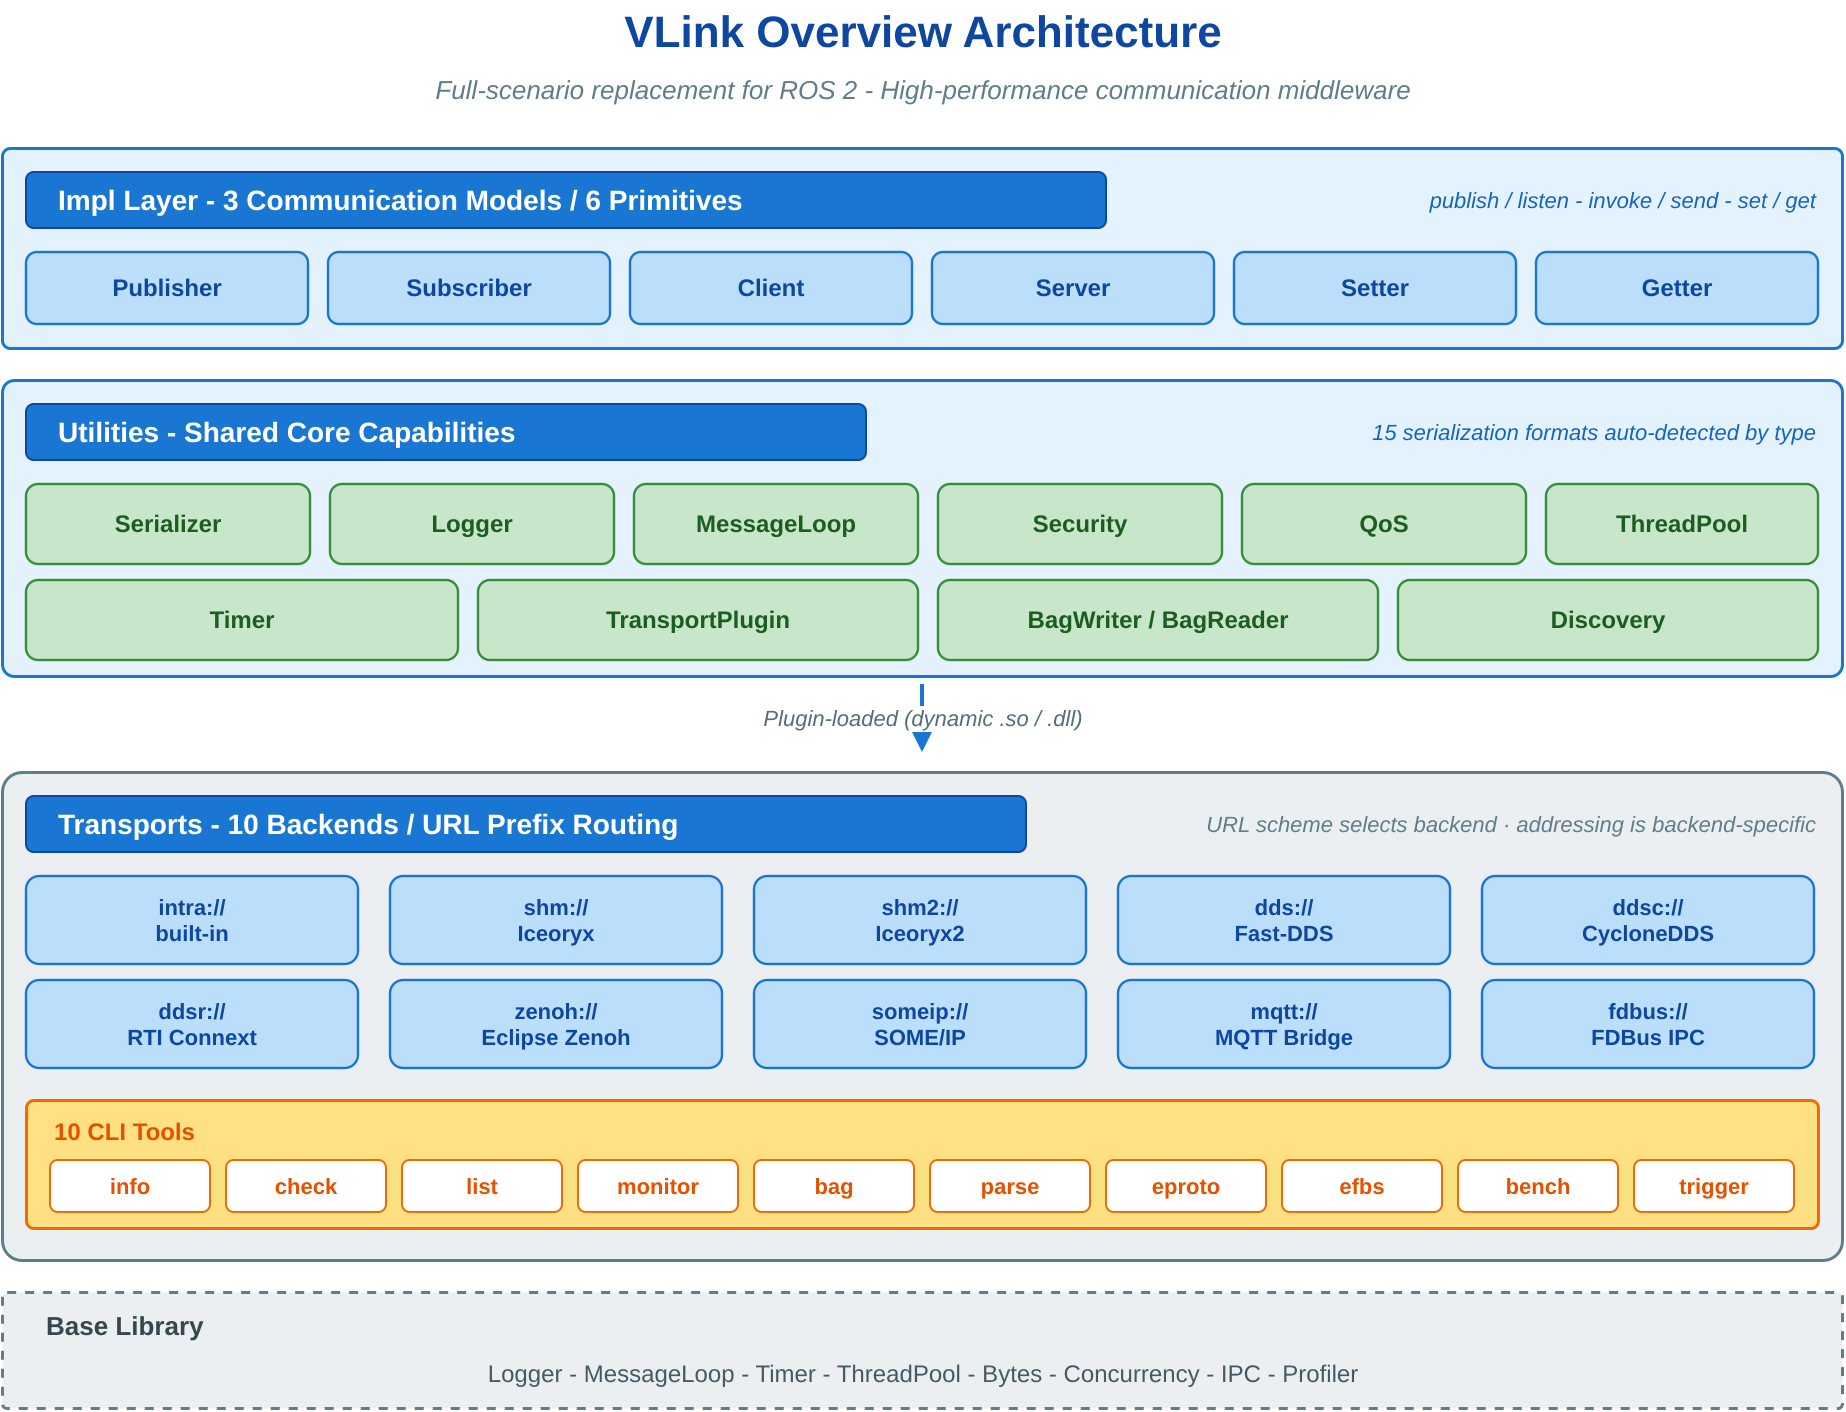 VLink Overview Architecture
Full-scenario replacement for ROS 2 - High-performance communication middleware
Impl Layer - 3 Communication Models / 6 Primitives
publish / listen - invoke / send - set / get
Publisher
Subscriber
Client
Server
Setter
Getter
Utilities - Shared Core Capabilities
15 serialization formats auto-detected by type
Serializer
Logger
MessageLoop
Security
QoS
ThreadPool
Timer
TransportPlugin
BagWriter / BagReader
Discovery
Plugin-loaded (dynamic .so / .dll)
Transports - 10 Backends / URL Prefix Routing
URL scheme selects backend · addressing is backend-specific
intra://
built-in
shm://
Iceoryx
shm2://
Iceoryx2
dds://
Fast-DDS
ddsc://
CycloneDDS
ddsr://
RTI Connext
zenoh://
Eclipse Zenoh
someip://
SOME/IP
mqtt://
MQTT Bridge
fdbus://
FDBus IPC
10 CLI Tools
info
check
list
monitor
bag
parse
eproto
efbs
bench
trigger
Base Library
Logger - MessageLoop - Timer - ThreadPool - Bytes - Concurrency - IPC - Profiler